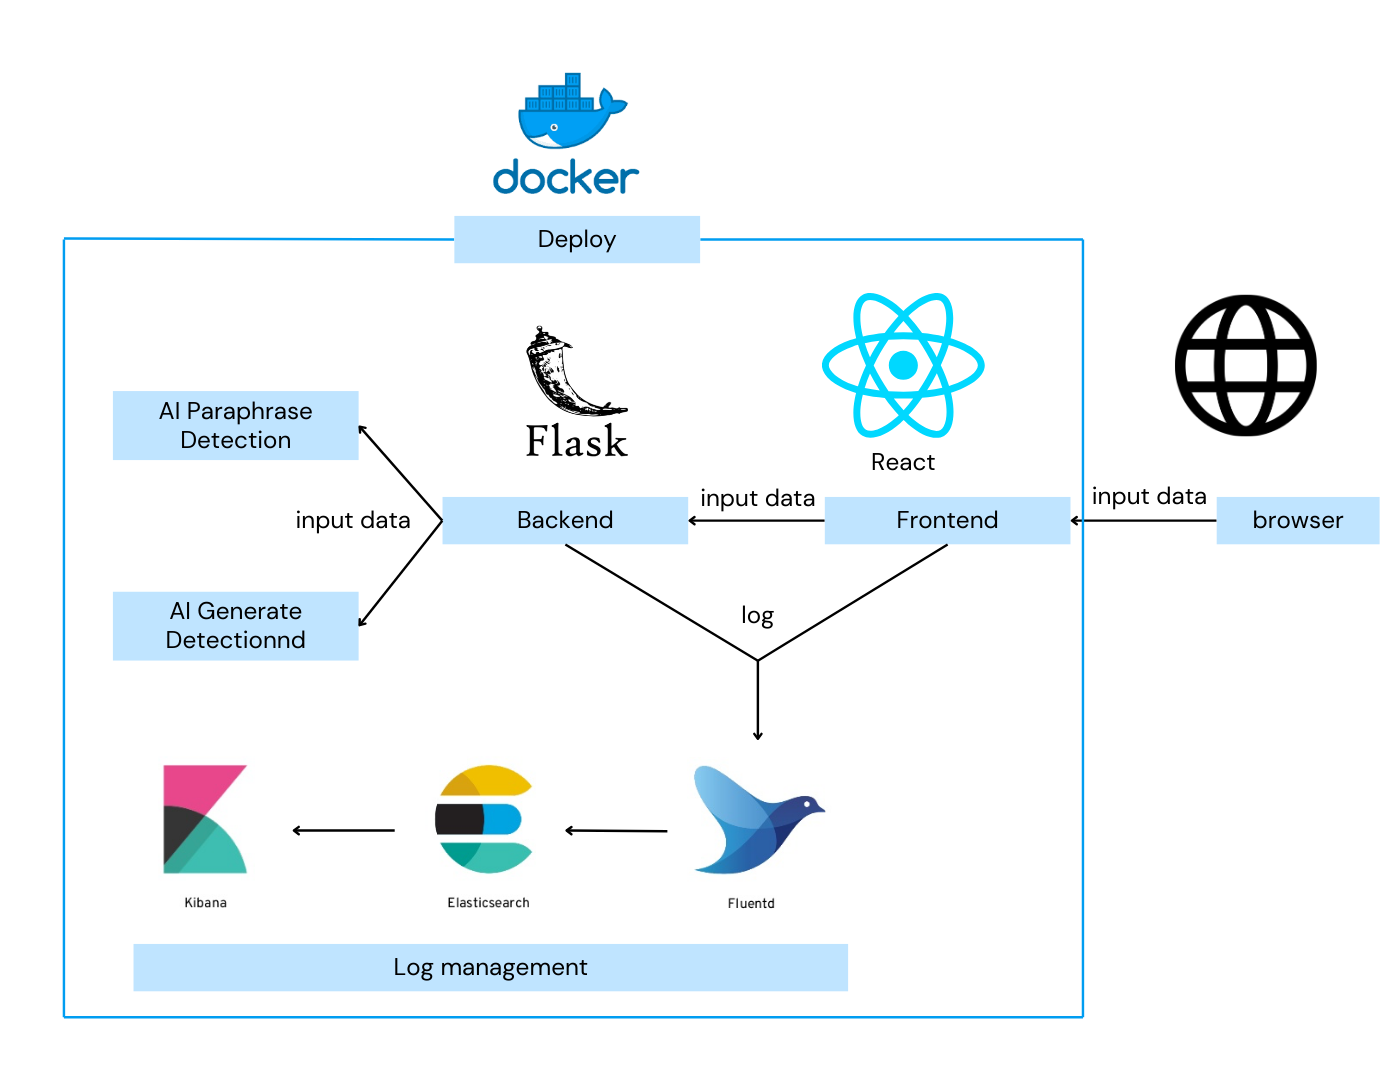 docker
Deploy
Flask
React
AI Paraphrase
Detection
input data
Backend
input data
Frontend
input data
browser
AI Generate
Detectionnd
log
Kibana
Elasticsearch
Fluentd
Log management